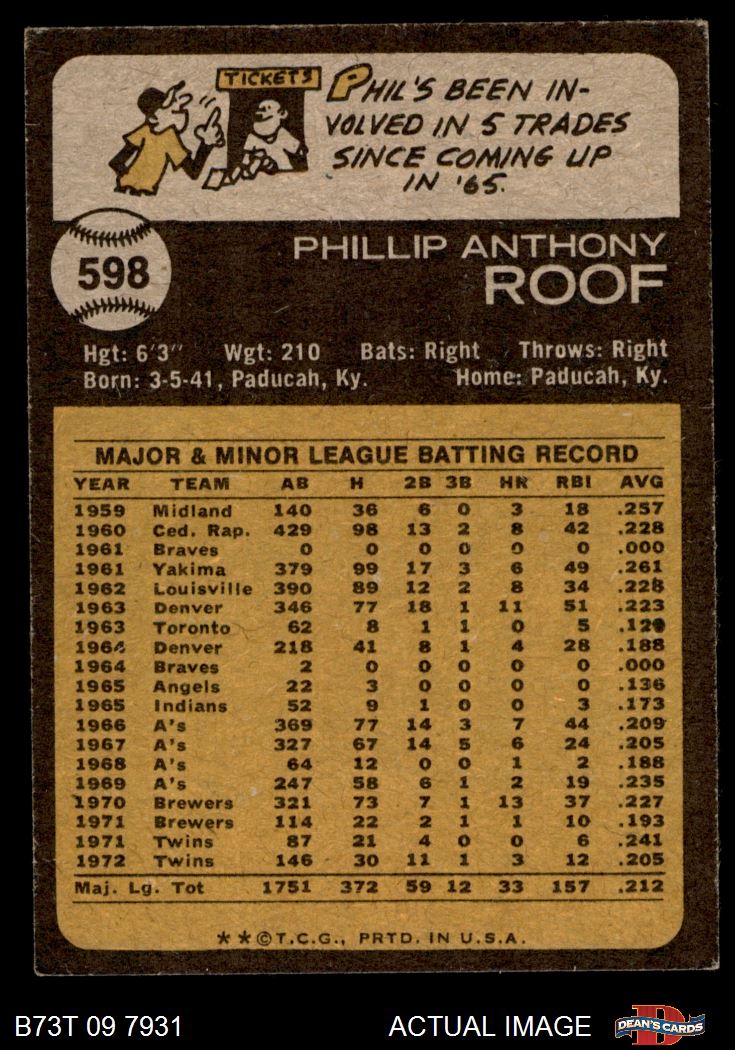 TICKETS
PHIL'S BEEN IN-
VOLVED IN 5 TRADES
SINCE COMING UP
IN '65.
598
PHILLIP ANTHONY
ROOF
Hgt: 6'3" Wgt: 210 Bats: Right Throws: Right
Born: 3-5-41, Paducah, Ky. Home: Paducah, Ky.
MAJOR & MINOR LEAGUE BATTING RECORD
YEAR TEAM AB H 2B 3B HR RBI AVG
1959 Midland 140 36 6 0 3 18 .257
1960 Ced. Rap. 429 98 13 2 8 42 .228
1961 Braves 0 0 0 0 0 0 .000
1961 Yakima 379 99 17 3 6 49 .261
1962 Louisville 390 89 12 2 8 34 .228
1963 Denver 346 77 18 1 11 51 .223
1963 Toronto 62 8 1 1 0 5 .129
1964 Denver 218 41 8 1 4 28 .188
1964 Braves 2 0 0 0 0 0 .000
1965 Angels 22 3 0 0 0 0 .136
1965 Indians 52 9 1 0 0 3 .173
1966 A's 369 77 14 3 7 44 .209
1967 A's 327 67 14 5 6 24 .205
1968 A's 64 12 0 0 1 2 .188
1969 A's 247 58 6 1 2 19 .235
1970 Brewers 321 73 7 1 13 37 .227
1971 Brewers 114 22 2 1 1 10 .193
1971 Twins 87 21 4 0 0 6 .241
1972 Twins 146 30 11 1 3 12 .205
Maj. Lg. Tot 1751 372 59 12 33 157 .212
**©T.C.G., PRTD. IN U.S.A.
B73T 09 7931 ACTUAL IMAGE DEAN'S CARDS